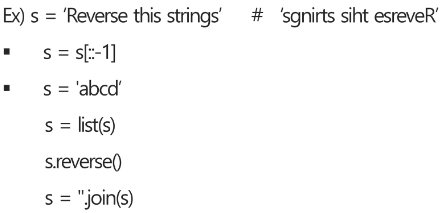 Ex) s = ‘Reverse this strings’ # ‘sgnirts siht esreveR’
▪ s = s[::-1]
▪ s = 'abcd’
s = list(s)
s.reverse()
s = ''.join(s)